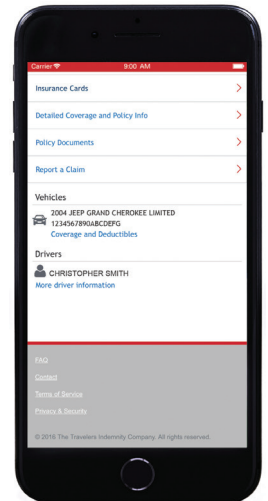 Carrier 9:00 AM
Insurance Cards
Detailed Coverage and Policy Info
Policy Documents
Report a Claim
Vehicles
2004 JEEP GRAND CHEROKEE LIMITED
1234567890ABCDEFG
Coverage and Deductibles
Drivers
CHRISTOPHER SMITH
More driver information
FAQ
Contact
Terms of Service
Privacy & Security
© 2016 The Travelers Indemnity Company. All rights reserved.